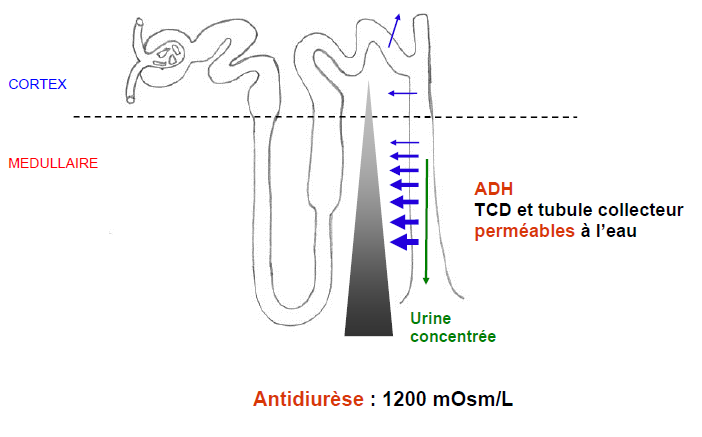 CORTEX
MEDULLAIRE
ADH
TCD et tubule collecteur
perméables à l'eau
Urine
concentrée
Antidiurèse : 1200 mOsm/L